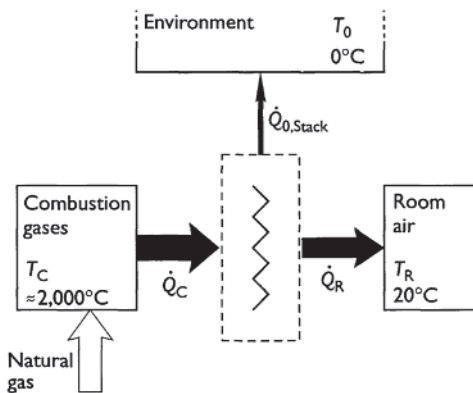 Environment
T0
0°C
Q̇0,Stack
Combustion
gases
TC
≈2,000°C
Q̇C
Q̇R
Room
air
TR
20°C
Natural
gas